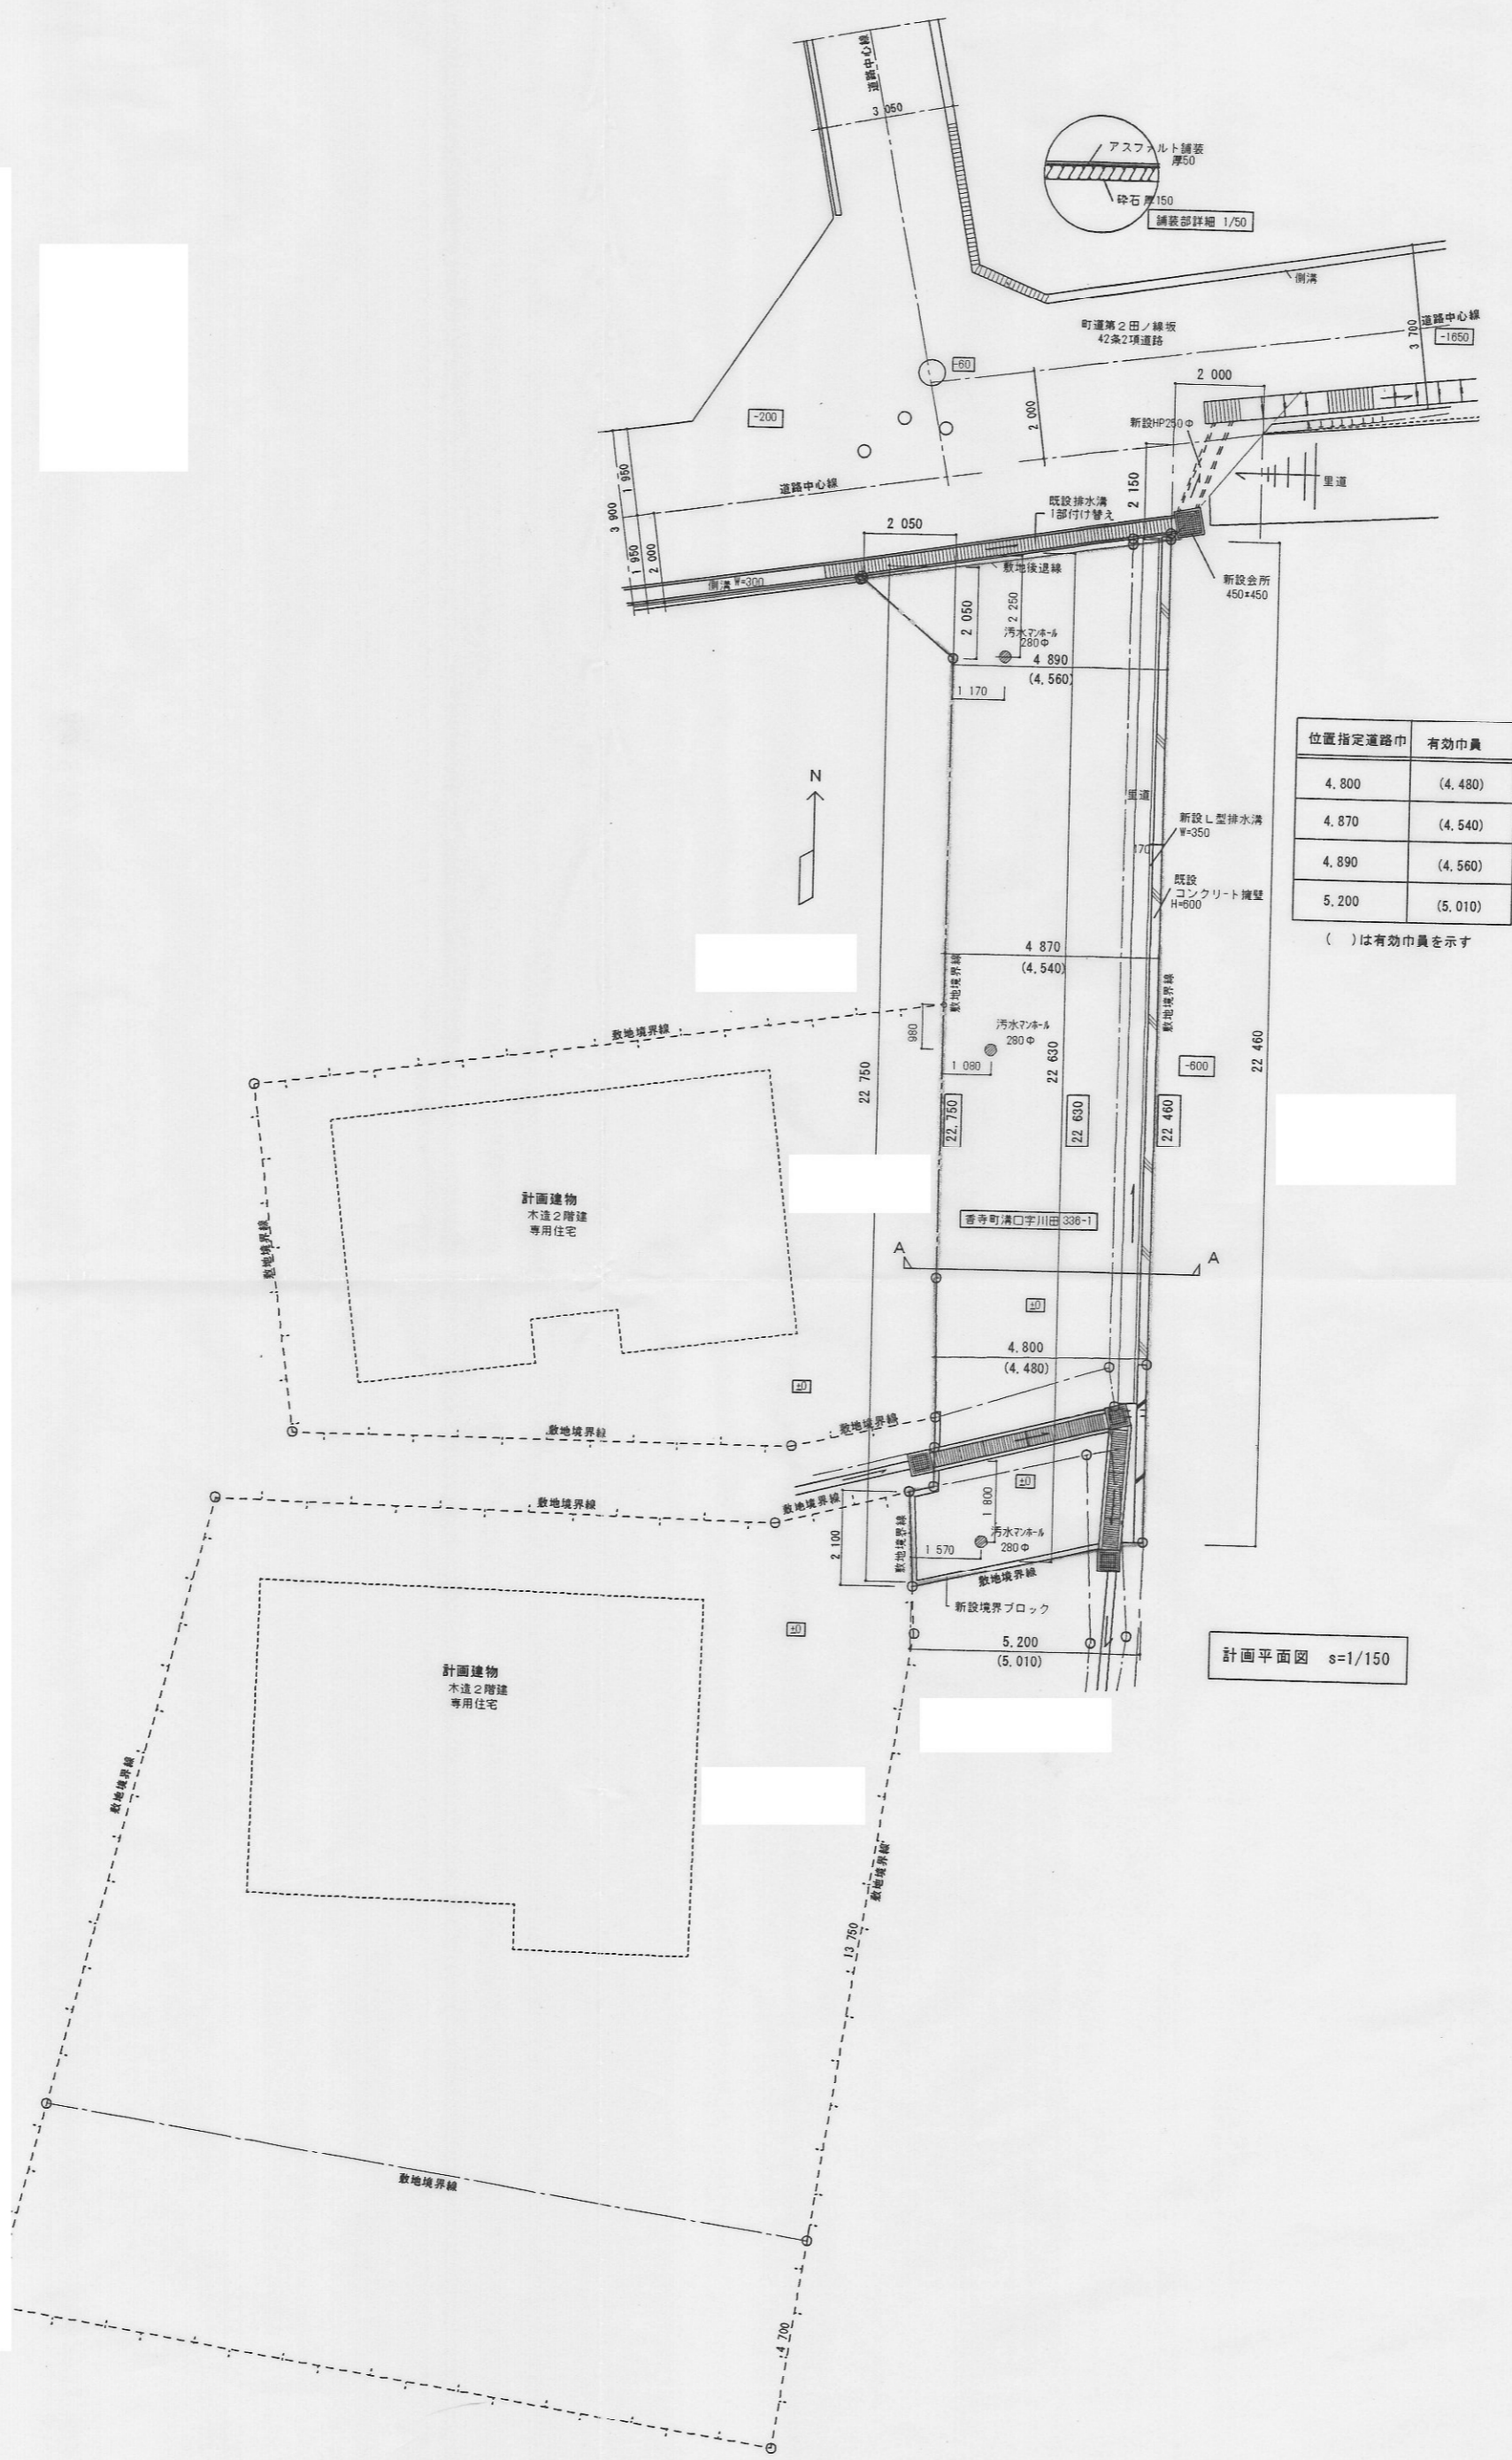 道路中心線
3 050
アスファルト舗装
厚50
砕石 厚150
舗装部詳細 1/50
側溝
町道第2田ノ線坂
42条2項道路
道路中心線
3 700
-1650
-60
2 000
2 000
-200
新設HP250Φ
里道
1 950
3 900
1 950
2 000
道路中心線
2 150
既設排水溝
1部付け替え
2 050
側溝 W=300
敷地後退線
新設会所
450*450
2 050
2 250
汚水マンホール
280Φ
4 890
(4,560)
1 170
位置指定道路巾 有効巾員
4,800 (4,480)
4,870 (4,540)
4,890 (4,560)
5,200 (5,010)
( )は有効巾員を示す
N
里道
新設L型排水溝
W=350
170
既設
コンクリート擁壁
H=600
4 870
(4,540)
敷地境界線
敷地境界線
敷地境界線
980
汚水マンホール
280Φ
1 080
22 750
22 630
22 460
-600
22,750
22 630
22 460
計画建物
木造2階建
専用住宅
敷地境界線
香寺町溝口字川田 336-1
A
A
±0
4,800
(4,480)
±0
敷地境界線
敷地境界線
敷地境界線
敷地境界線
±0
1 800
2 100
敷地境界線
汚水マンホール
280Φ
1 570
敷地境界線
新設境界ブロック
±0
5,200
(5,010)
計画平面図 s=1/150
計画建物
木造2階建
専用住宅
敷地境界線
敷地境界線
13 750
敷地境界線
4 700